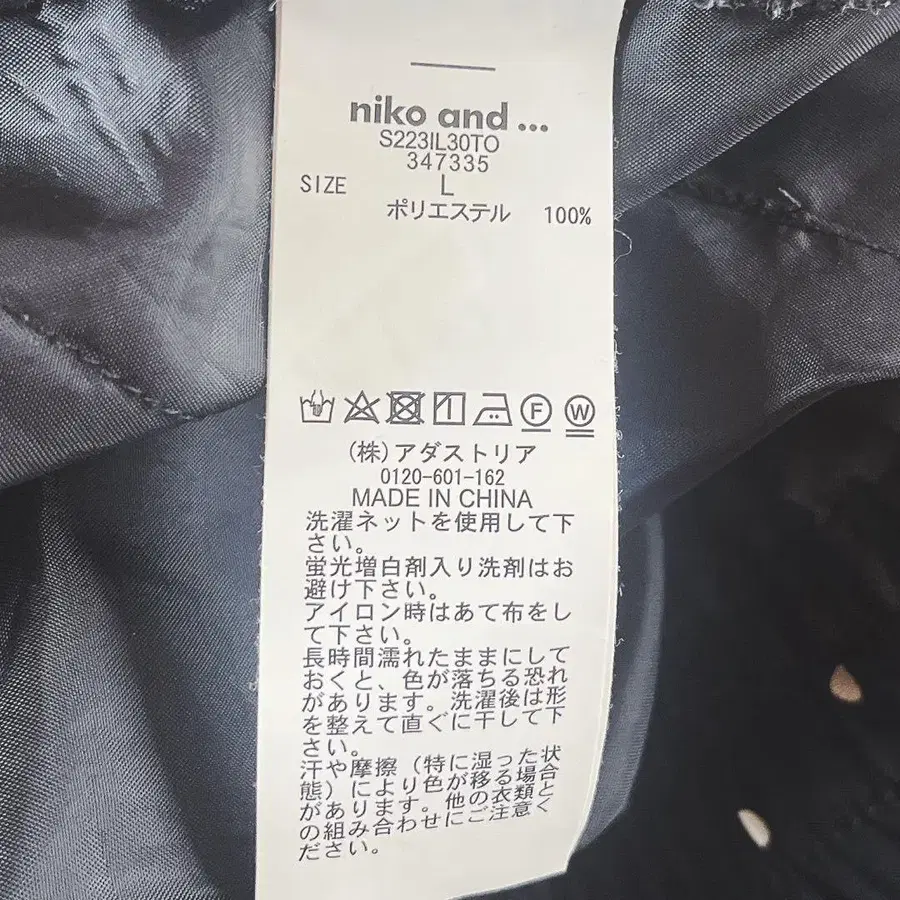 niko and ...
S223IL30TO
347335
SIZE L
ポリエステル 100%
F W
(株)アダストリア
0120-601-162
MADE IN CHINA
洗濯ネットを使用して下
さい。
蛍光増白剤入り洗剤はお
避け下さい。
アイロン時はあて布をし
て下さい。
長時間濡れたままにして
おくと、色が落ちる恐れ
があります。洗濯後は形
を整えて直ぐに干して下
さい。
汗や摩擦（特に湿った状
態）により色が移る場合
があります。他の衣類と
の組み合わせにご注意く
ださい。